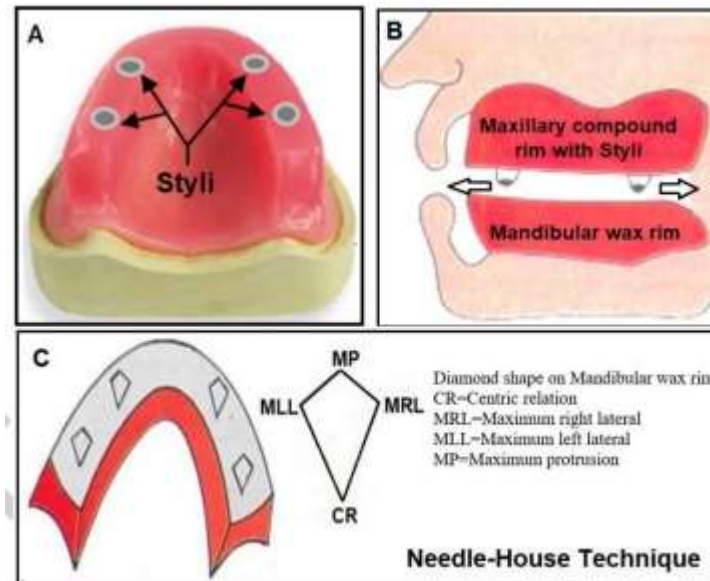 A
Styli
B
Maxillary compound
rim with Styli
Mandibular wax rim
C
MP
MLL
MRL
CR
Diamond shape on Mandibular wax rim
CR=Centric relation
MRL=Maximum right lateral
MLL=Maximum left lateral
MP=Maximum protrusion
Needle-House Technique